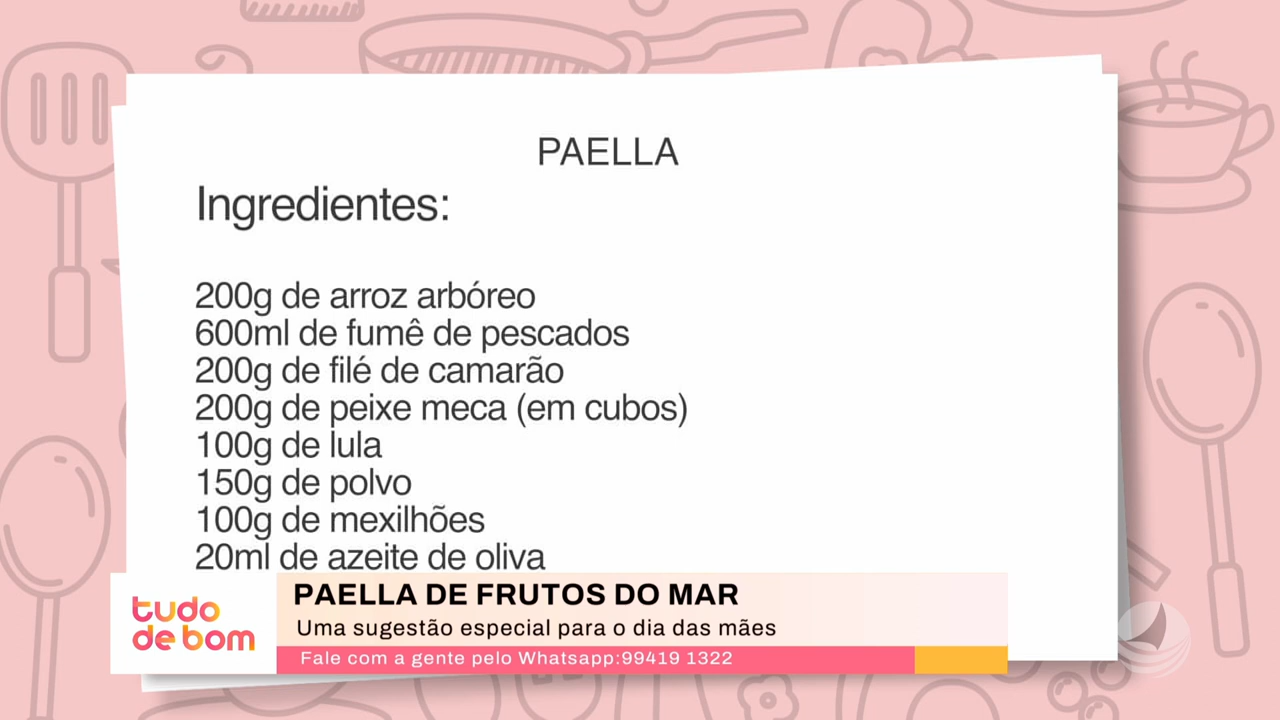 PAELLA
Ingredientes:
200g de arroz arbóreo
600ml de fumê de pescados
200g de filé de camarão
200g de peixe meca (em cubos)
100g de lula
150g de polvo
100g de mexilhões
20ml de azeite de oliva
tudo
de bom
PAELLA DE FRUTOS DO MAR
Uma sugestão especial para o dia das mães
Fale com a gente pelo Whatsapp:99419 1322